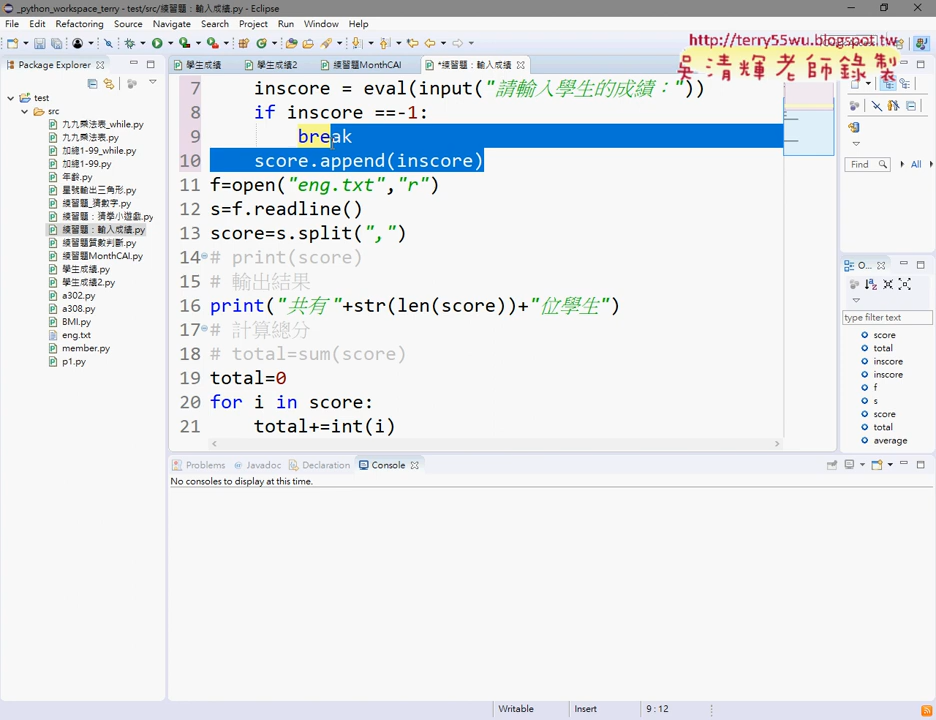 _python_workspace_terry - test/src/練習題：輸入成績.py - Eclipse
File Edit Refactoring Source Navigate Search Project Run Window Help
http://terry55wu.blogspot.tw
吳清輝老師錄製
Package Explorer
學生成績 學生成績2 練習題MonthCAI *練習題：輸入成績
test
src
九九乘法表_while.py
九九乘法表.py
加總1-99_while.py
加總1-99.py
年齡.py
星號輸出三角形.py
練習題_猜數字.py
練習題：猜學小遊戲.py
練習題：輸入成績.py
練習題質數判斷.py
練習題MonthCAI.py
學生成績.py
學生成績2.py
a302.py
a308.py
BMI.py
eng.txt
member.py
p1.py
7 inscore = eval(input("請輸入學生的成績："))
8 if inscore ==-1:
9 break
10 score.append(inscore)
11 f=open("eng.txt","r")
12 s=f.readline()
13 score=s.split(",")
14 # print(score)
15 # 輸出結果
16 print("共有"+str(len(score))+"位學生")
17 # 計算總分
18 # total=sum(score)
19 total=0
20 for i in score:
21 total+=int(i)
Find All
O...
type filter text
score
total
inscore
inscore
f
s
score
total
average
Problems Javadoc Declaration Console
No consoles to display at this time.
Writable Insert 9 : 12